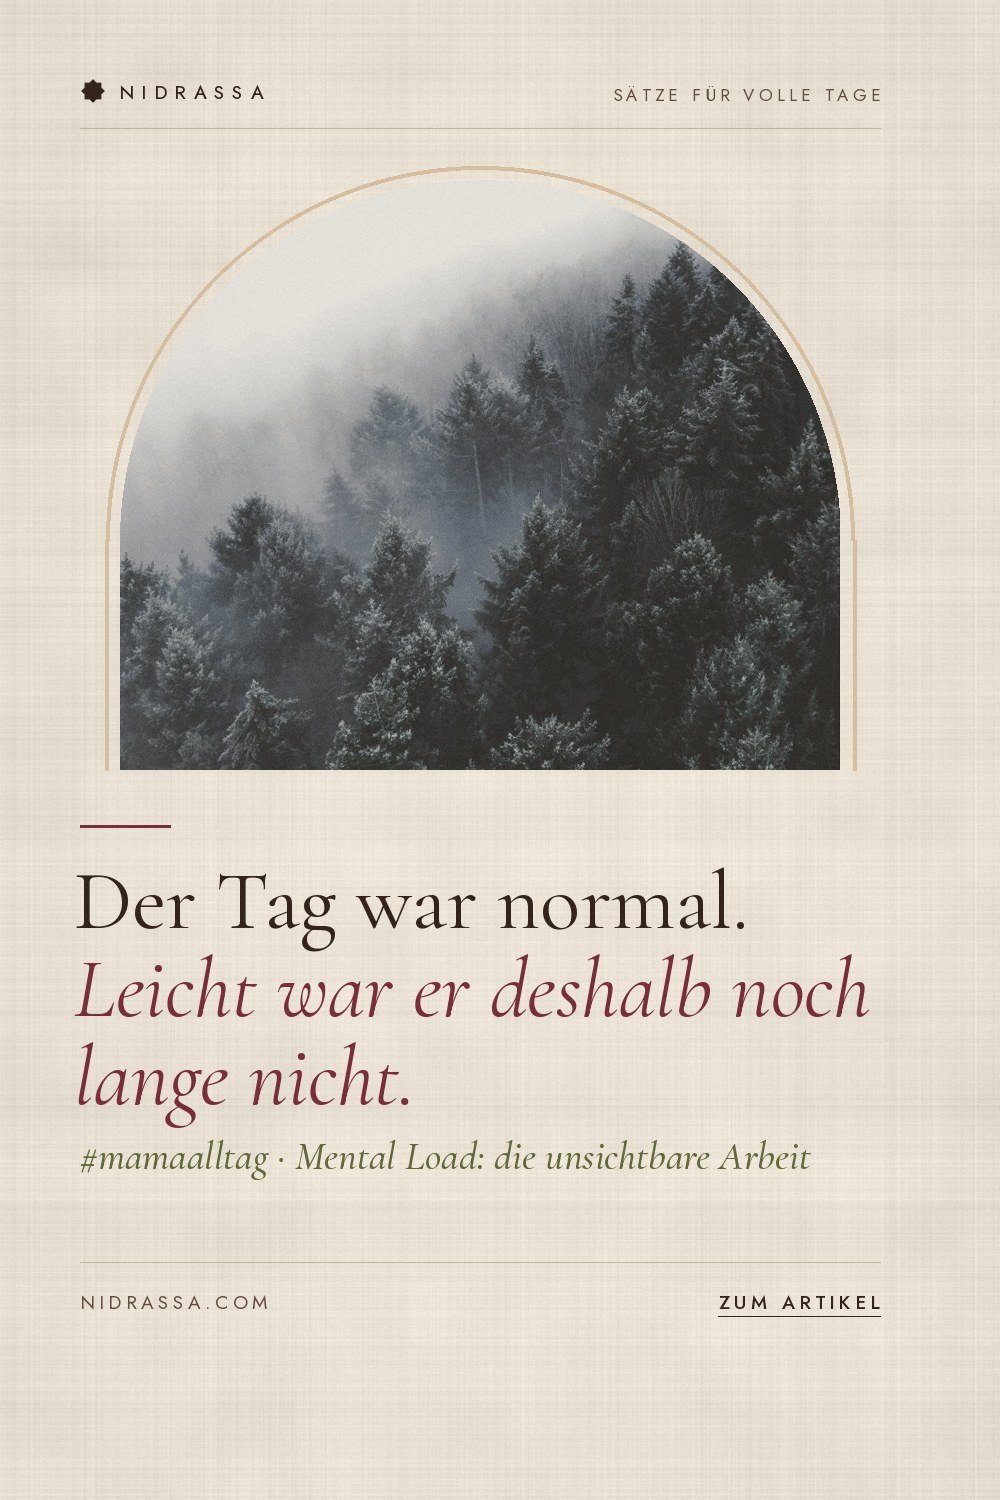 NIDRASSA
SÄTZE FÜR VOLLE TAGE
Der Tag war normal.
Leicht war er deshalb noch
lange nicht.
#mamaalltag · Mental Load: die unsichtbare Arbeit
NIDRASSA.COM
ZUM ARTIKEL